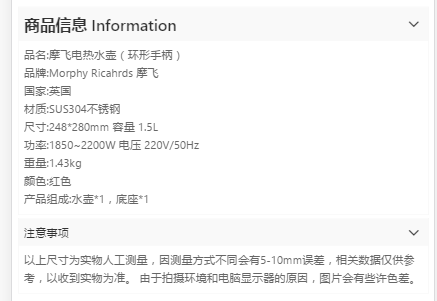 商品信息 Information
品名:摩飞电热水壶（环形手柄）
品牌:Morphy Ricahrds 摩飞
国家:英国
材质:SUS304不锈钢
尺寸:248*280mm 容量 1.5L
功率:1850~2200W 电压 220V/50Hz
重量:1.43kg
颜色:红色
产品组成:水壶*1，底座*1
注意事项
以上尺寸为实物人工测量，因测量方式不同会有5-10mm误差，相关数据仅供参
考，以收到实物为准。 由于拍摄环境和电脑显示器的原因，图片会有些许色差。